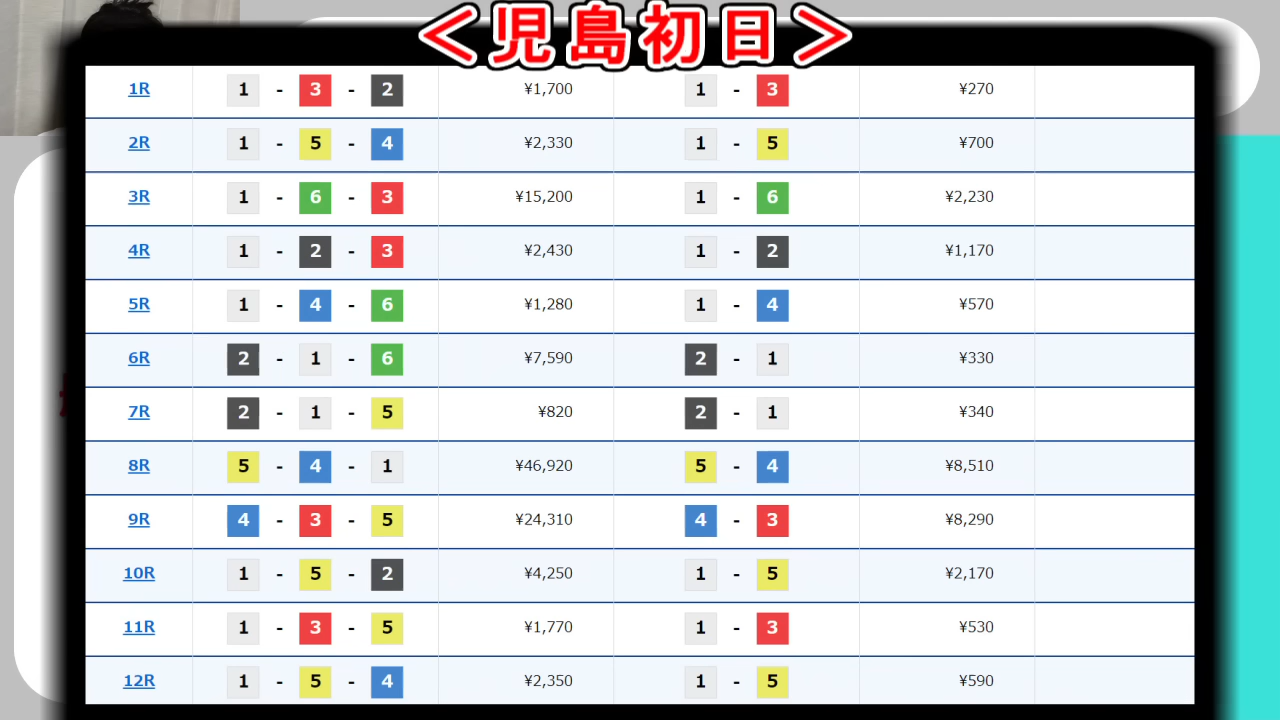 ＜児島初日＞
1R 1 - 3 - 2 ¥1,700 1 - 3 ¥270
2R 1 - 5 - 4 ¥2,330 1 - 5 ¥700
3R 1 - 6 - 3 ¥15,200 1 - 6 ¥2,230
4R 1 - 2 - 3 ¥2,430 1 - 2 ¥1,170
5R 1 - 4 - 6 ¥1,280 1 - 4 ¥570
6R 2 - 1 - 6 ¥7,590 2 - 1 ¥330
7R 2 - 1 - 5 ¥820 2 - 1 ¥340
8R 5 - 4 - 1 ¥46,920 5 - 4 ¥8,510
9R 4 - 3 - 5 ¥24,310 4 - 3 ¥8,290
10R 1 - 5 - 2 ¥4,250 1 - 5 ¥2,170
11R 1 - 3 - 5 ¥1,770 1 - 3 ¥530
12R 1 - 5 - 4 ¥2,350 1 - 5 ¥590